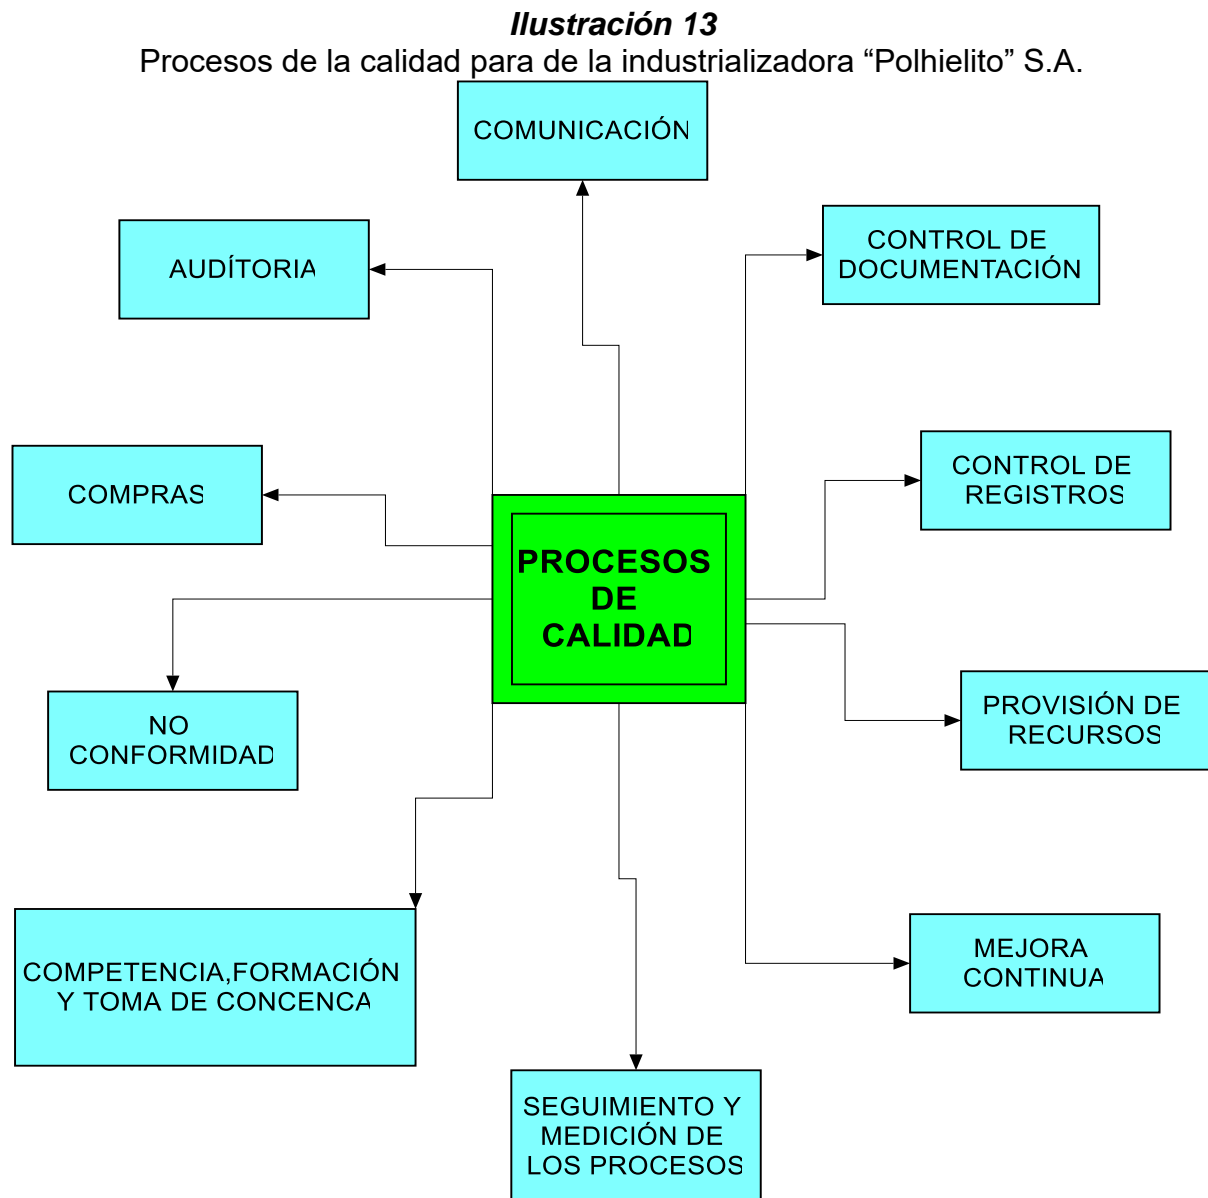 Ilustración 13
Procesos de la calidad para de la industrializadora “Polhielito” S.A.
COMUNICACIÓN
AUDÍTORIA
CONTROL DE
DOCUMENTACIÓN
COMPRAS
CONTROL DE
REGISTROS
PROCESOS
DE
CALIDAD
NO
CONFORMIDAD
PROVISIÓN DE
RECURSOS
COMPETENCIA,FORMACIÓN
Y TOMA DE CONCENCA
MEJORA
CONTINUA
SEGUIMIENTO Y
MEDICIÓN DE
LOS PROCESOS